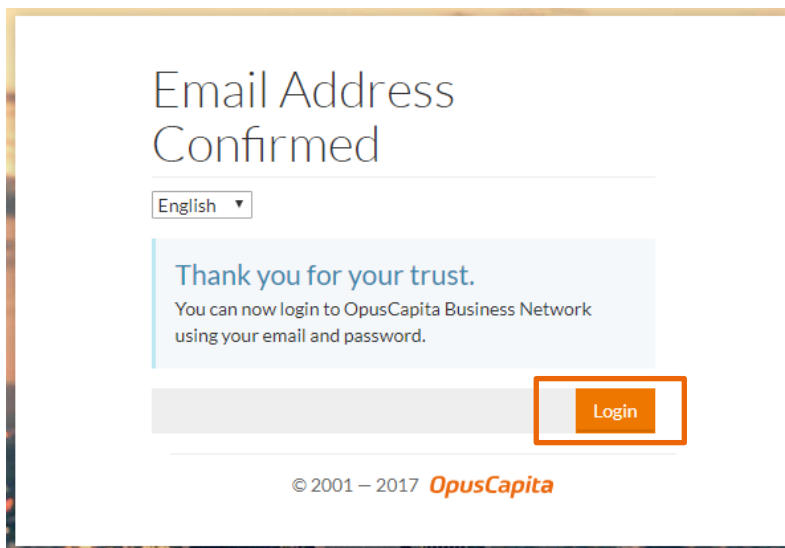 Email Address
Confirmed
English
Thank you for your trust.
You can now login to OpusCapita Business Network
using your email and password.
Login
© 2001 – 2017 OpusCapita